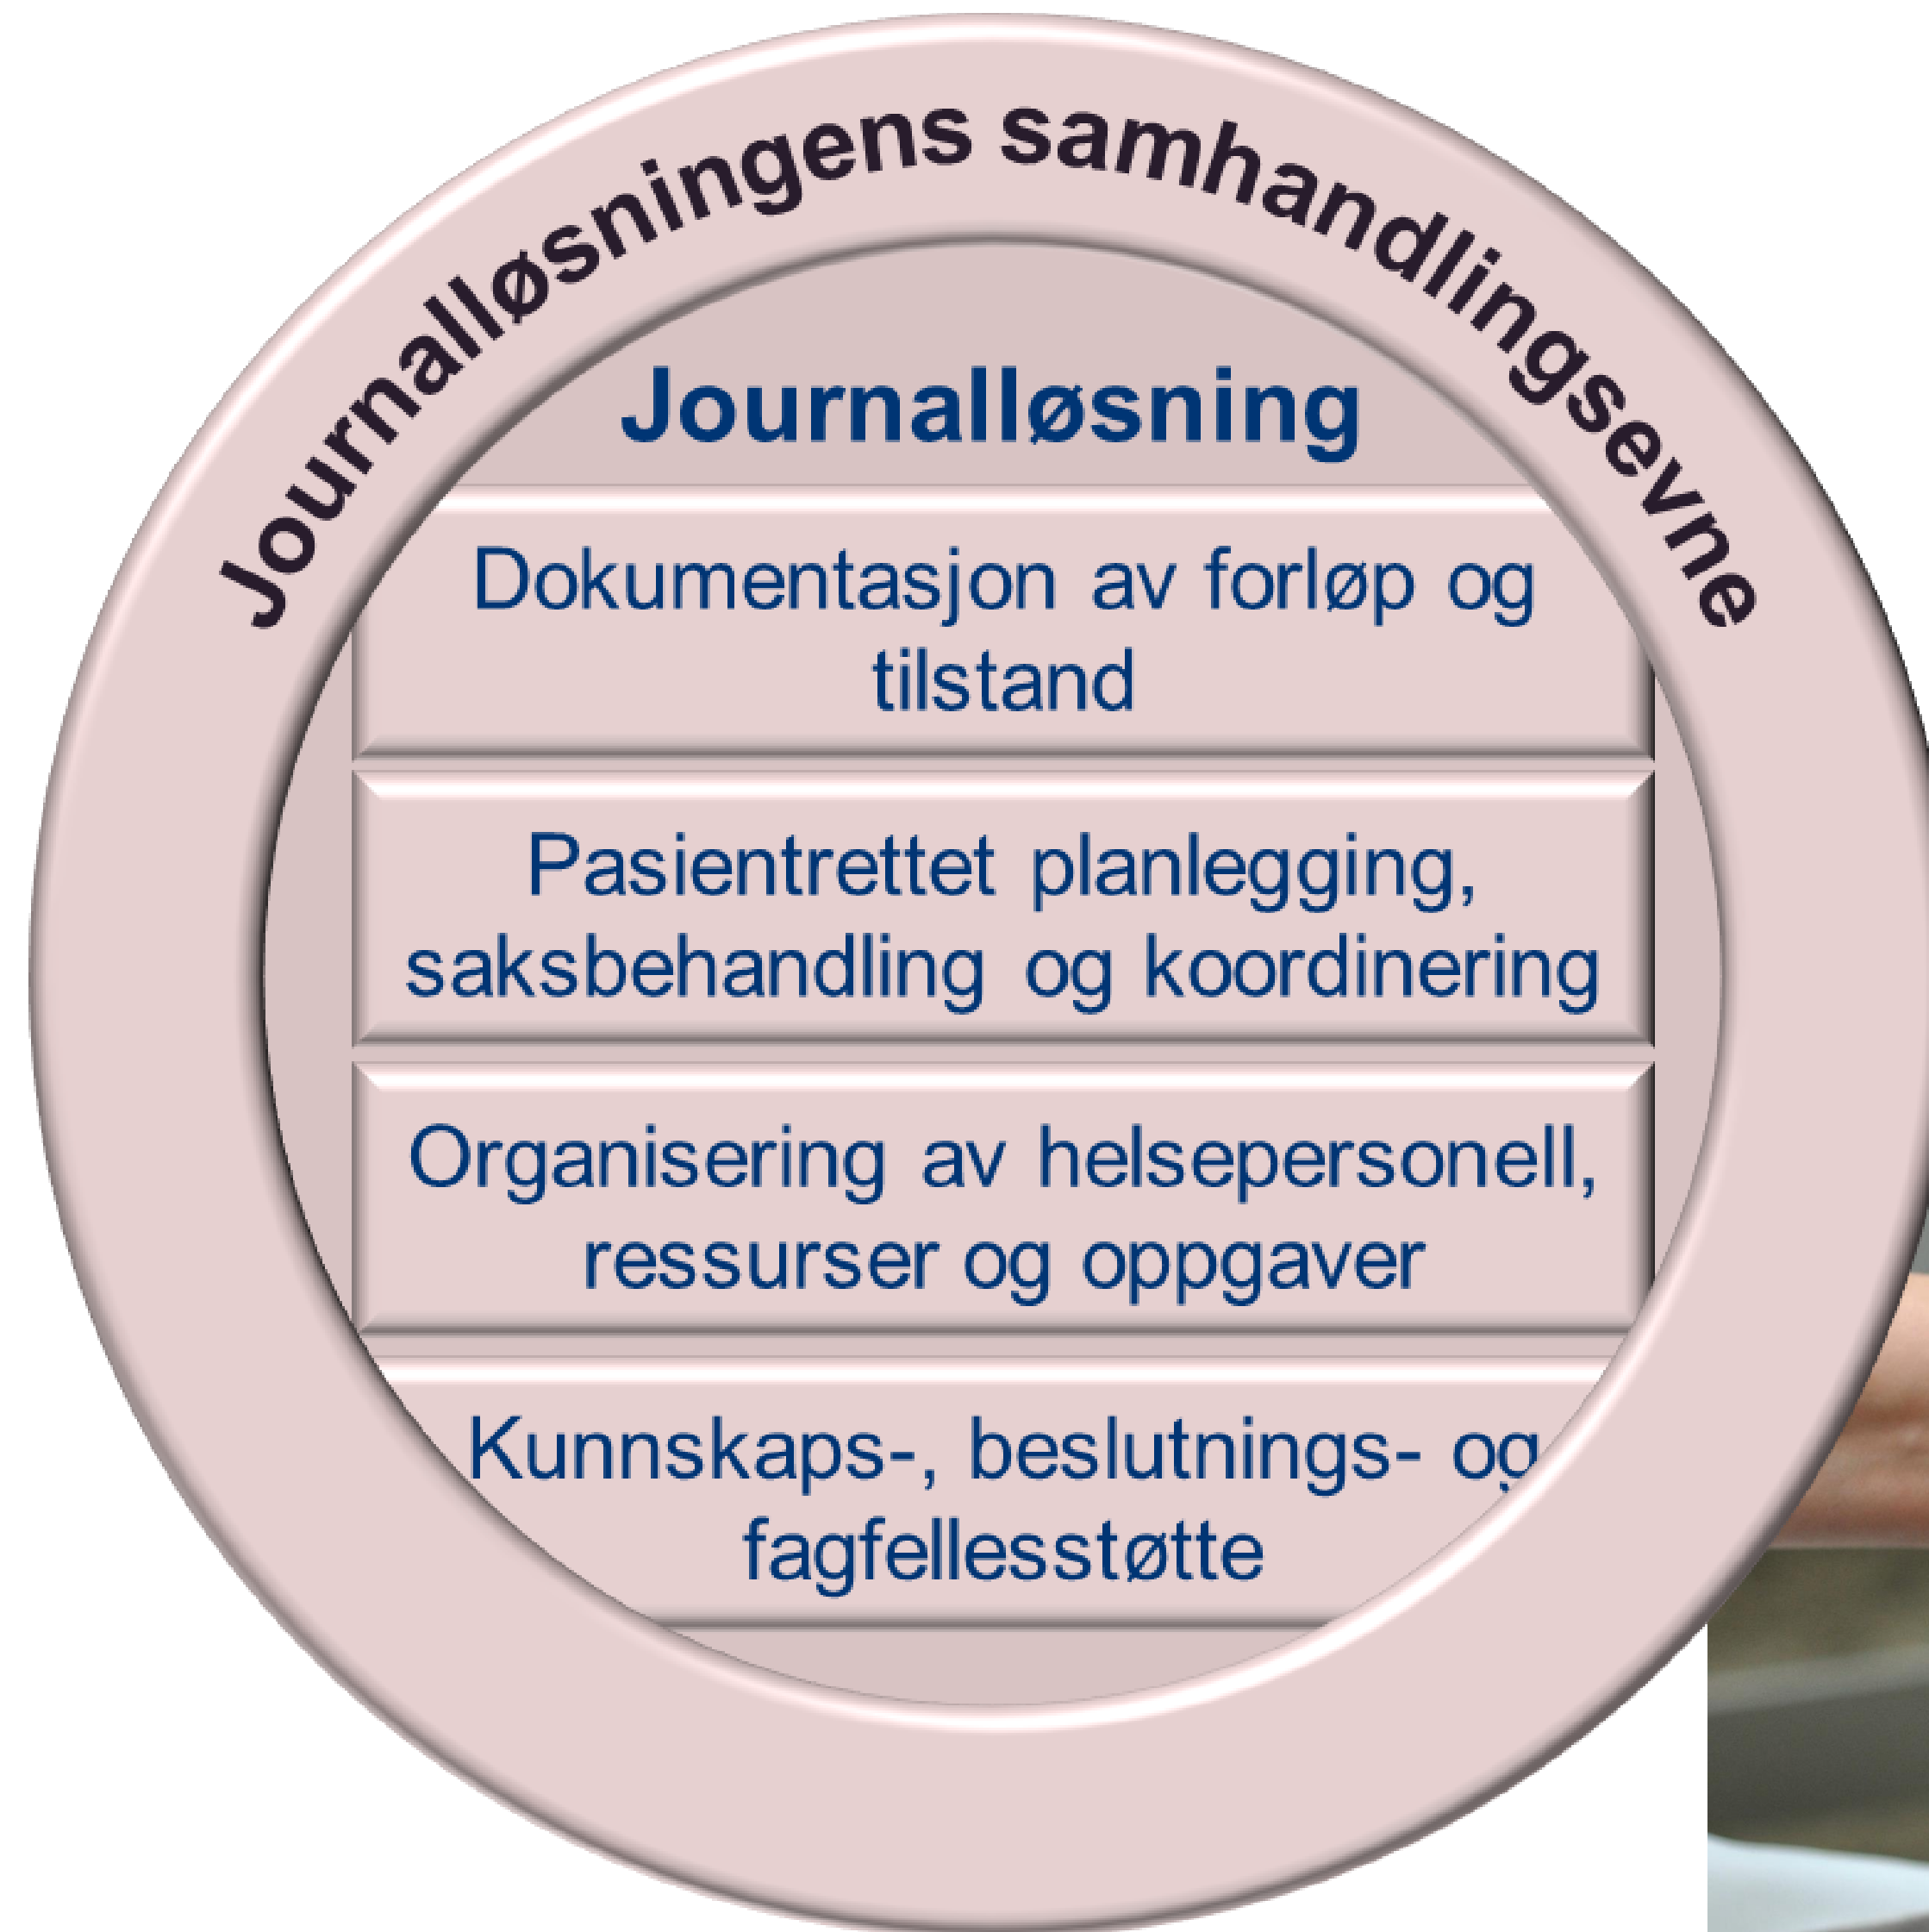 Journalløsningens samhandlingsevne
Journalløsning
Dokumentasjon av forløp og
tilstand
Pasientrettet planlegging,
saksbehandling og koordinering
Organisering av helsepersonell,
ressurser og oppgaver
Kunnskaps-, beslutnings- og
fagfellesstøtte